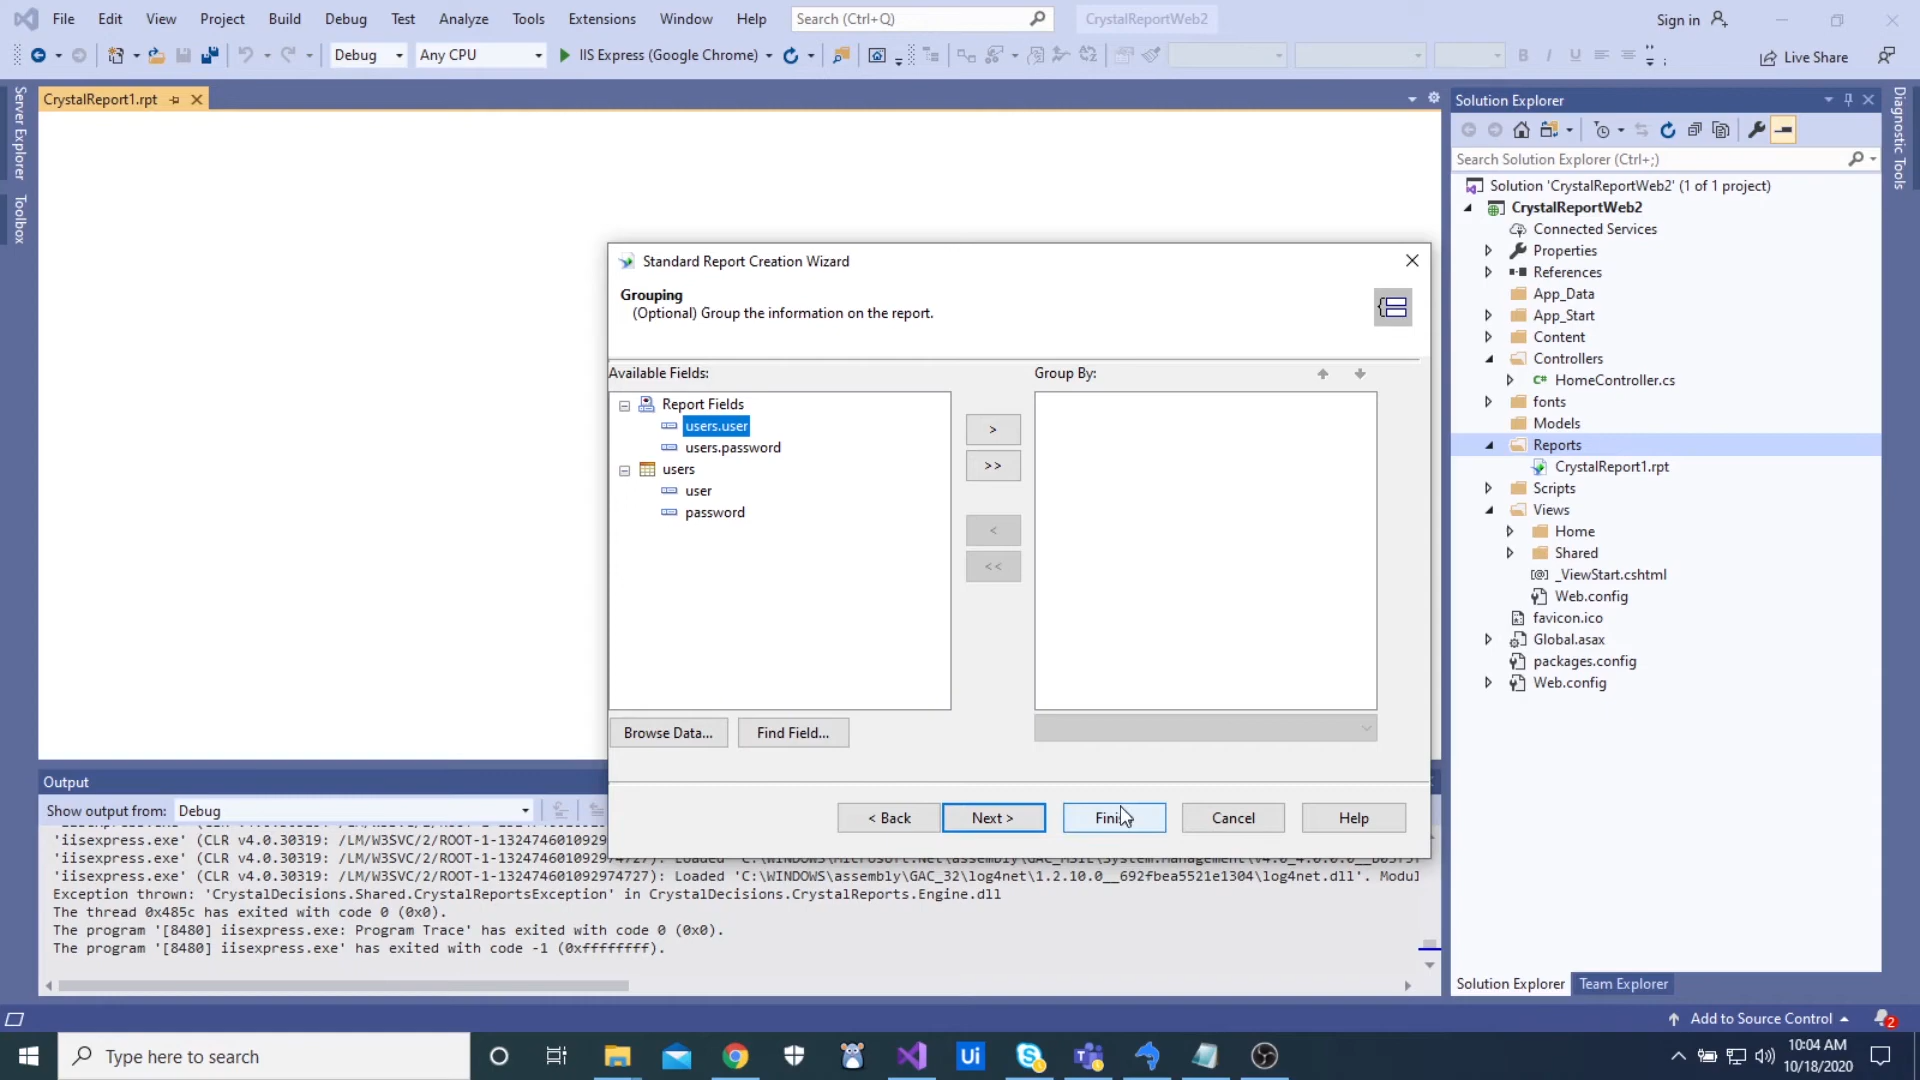 File Edit View Project Build Debug Test Analyze Tools Extensions Window Help Search (Ctrl+Q) CrystalReportWeb2 Sign in
Debug Any CPU IIS Express (Google Chrome) B I U Live Share
Server Explorer
Toolbox
CrystalReport1.rpt
Standard Report Creation Wizard
Grouping
(Optional) Group the information on the report.
Available Fields:
Group By:
Report Fields
users.user
users.password
users
user
password
>
>>
<
<<
Browse Data... Find Field...
< Back Next > Cancel Help
Output
Show output from: Debug
'iisexpress.exe' (CLR v4.0.30319: /LM/W3SVC/2/ROOT-1-132474601092
'iisexpress.exe' (CLR v4.0.30319: /LM/W3SVC/2/ROOT-1-132474601092974727): Loaded 'C:\WINDOWS\Microsoft.Net\assembly\GAC_MSIL\System.Management\
'iisexpress.exe' (CLR v4.0.30319: /LM/W3SVC/2/ROOT-1-132474601092974727): Loaded 'C:\WINDOWS\assembly\GAC_32\log4net\1.2.10.0__692fbea5521e1304\log4net.dll'. Modul
Exception thrown: 'CrystalDecisions.Shared.CrystalReportsException' in CrystalDecisions.CrystalReports.Engine.dll
The thread 0x485c has exited with code 0 (0x0).
The program '[8480] iisexpress.exe: Program Trace' has exited with code 0 (0x0).
The program '[8480] iisexpress.exe' has exited with code -1 (0xffffffff).
Solution Explorer
Search Solution Explorer (Ctrl+;)
Solution 'CrystalReportWeb2' (1 of 1 project)
CrystalReportWeb2
Connected Services
Properties
References
App_Data
App_Start
Content
Controllers
C# HomeController.cs
fonts
Models
Reports
CrystalReport1.rpt
Scripts
Views
Home
Shared
[@] _ViewStart.cshtml
Web.config
favicon.ico
Global.asax
packages.config
Web.config
Solution Explorer Team Explorer
Diagnostic Tools
Add to Source Control 2
Type here to search
Ui
10:04 AM
10/18/2020